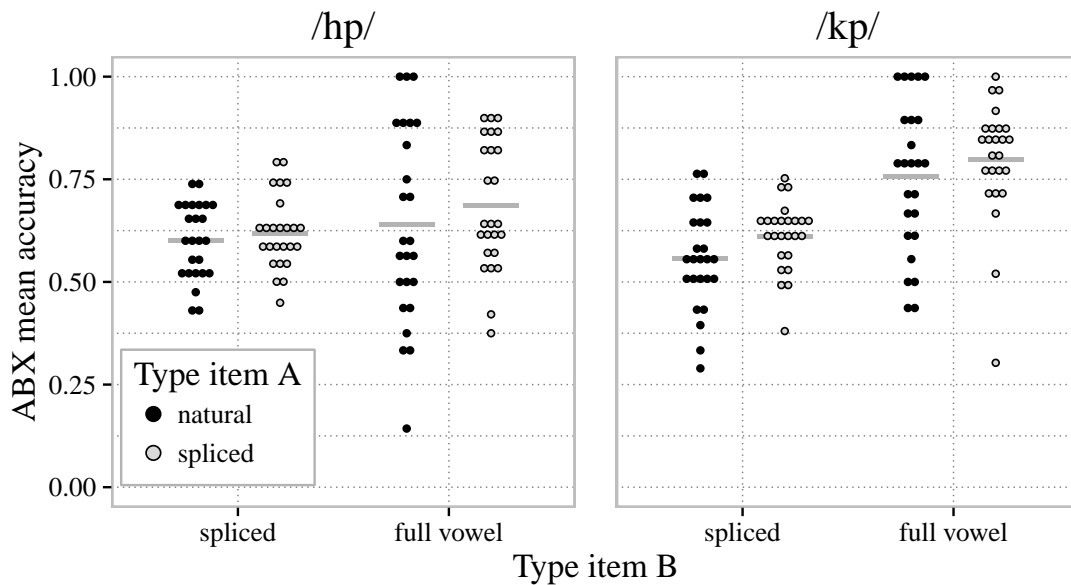 /hp/
/kp/
ABX mean accuracy
1.00
0.75
0.50
0.25
0.00
Type item A
natural
spliced
spliced
full vowel
spliced
full vowel
Type item B